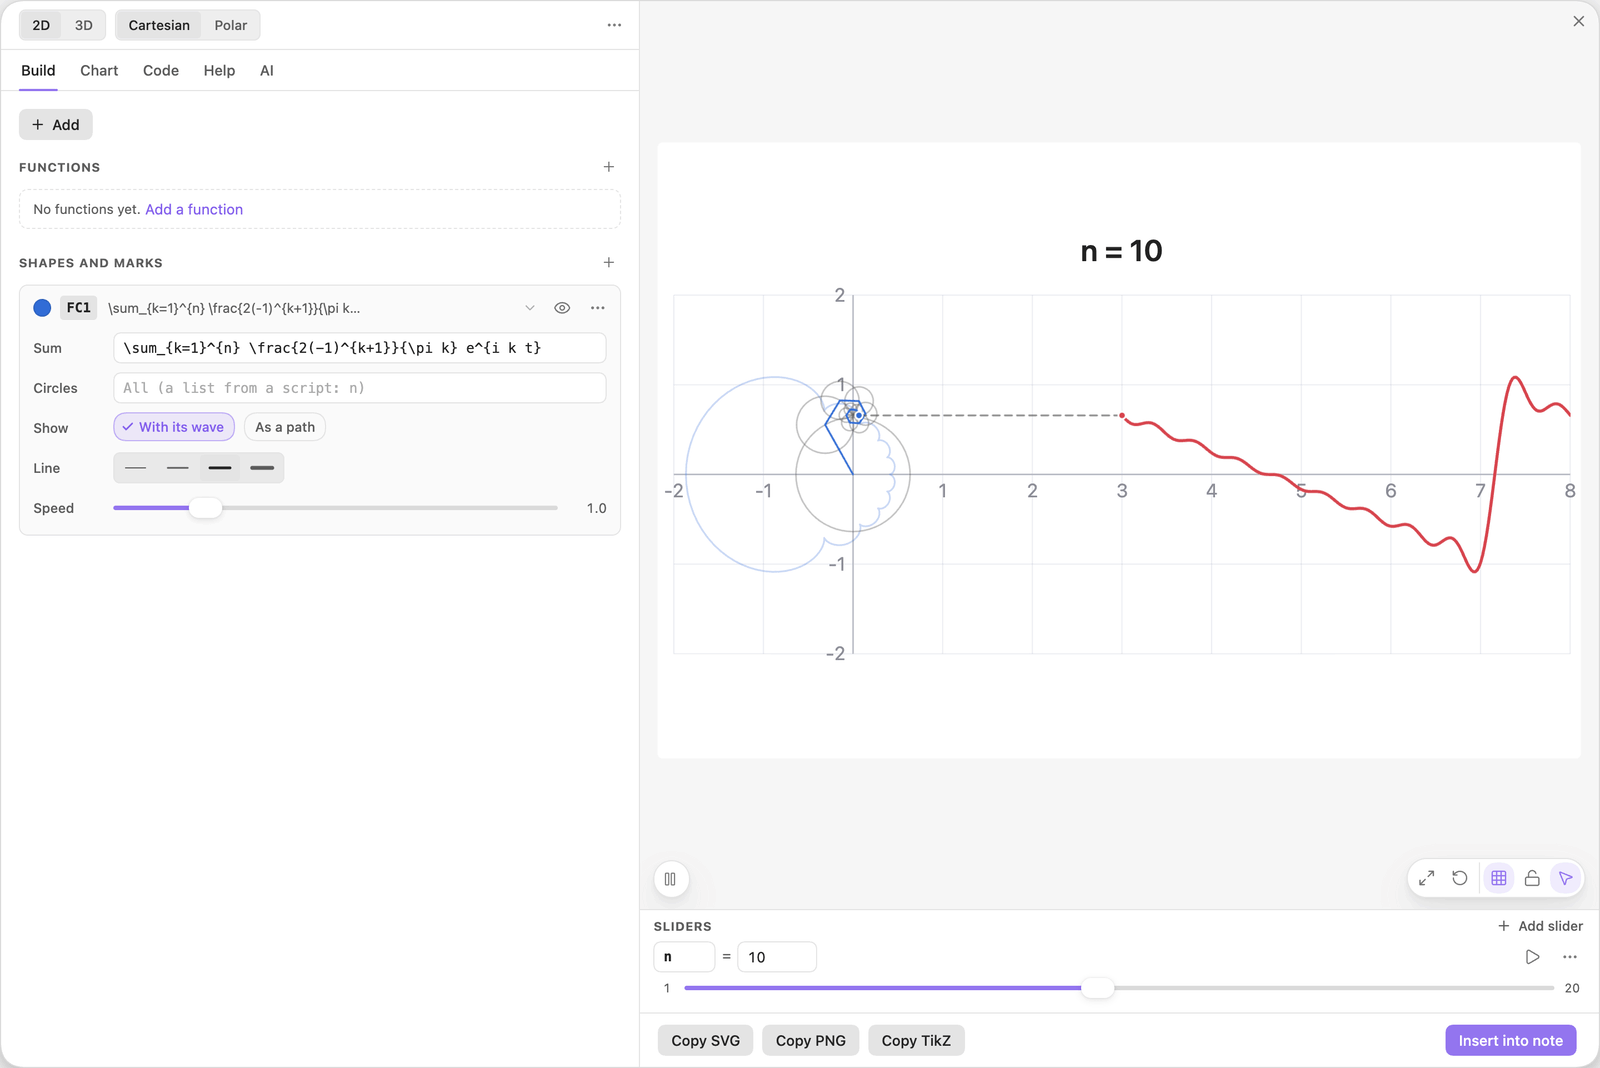 2D 3D Cartesian Polar
Build Chart Code Help AI
+ Add
FUNCTIONS
No functions yet. Add a function
SHAPES AND MARKS
FC1 \sum_{k=1}^{n} \frac{2(-1)^{k+1}}{\pi k...
Sum \sum_{k=1}^{n} \frac{2(−1)^{k+1}}{\pi k} e^{i k t}
Circles All (a list from a script: n)
Show With its wave As a path
Line
Speed 1.0
n = 10
2
1
-2 -1 1 2 3 4 5 6 7 8
-1
-2
SLIDERS + Add slider
n = 10
1 20
Copy SVG Copy PNG Copy TikZ Insert into note